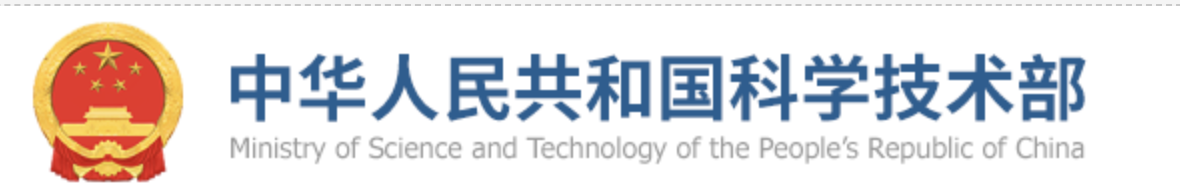 中华人民共和国科学技术部
Ministry of Science and Technology of the People's Republic of China